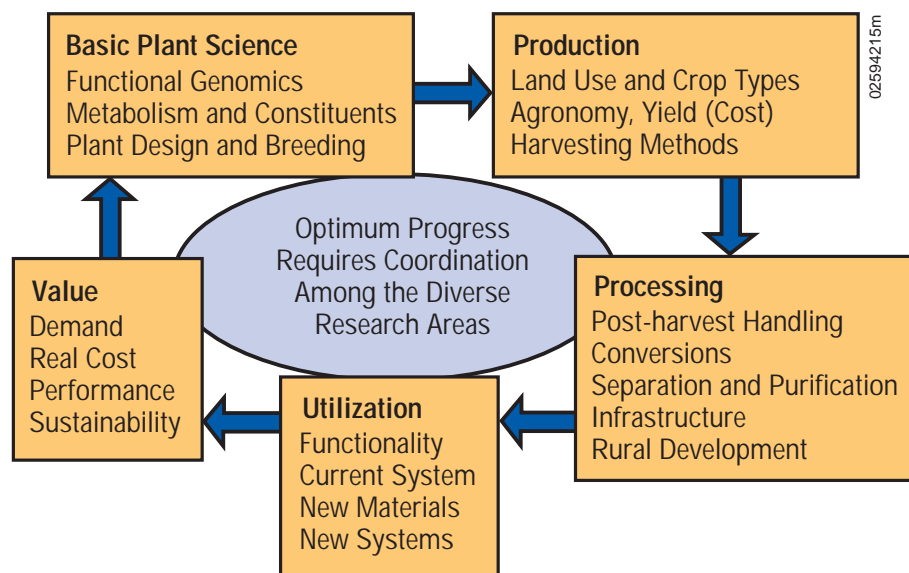 Basic Plant Science
Functional Genomics
Metabolism and Constituents
Plant Design and Breeding
Production
Land Use and Crop Types
Agronomy, Yield (Cost)
Harvesting Methods
02594215m
Optimum Progress
Requires Coordination
Among the Diverse
Research Areas
Value
Demand
Real Cost
Performance
Sustainability
Processing
Post-harvest Handling
Conversions
Separation and Purification
Infrastructure
Rural Development
Utilization
Functionality
Current System
New Materials
New Systems